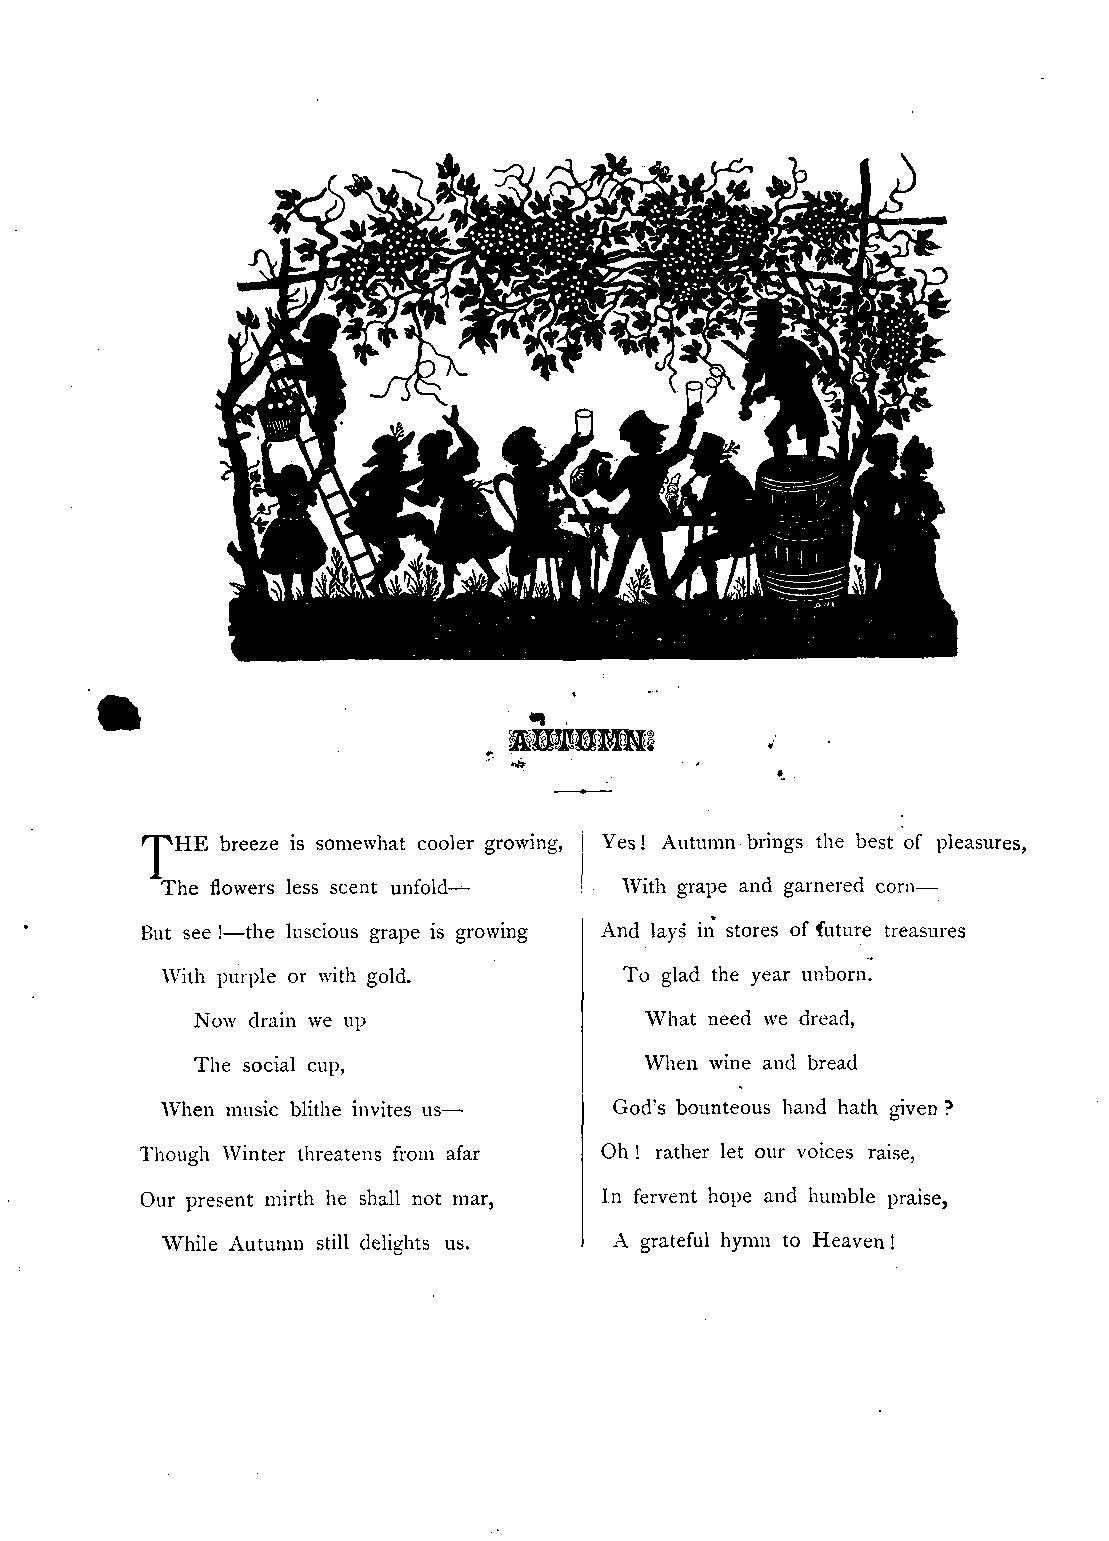 AUTUMN.
THE breeze is somewhat cooler growing,
The flowers less scent unfold—
But see!—the luscious grape is growing
With purple or with gold.
Now drain we up
The social cup,
When music blithe invites us—
Though Winter threatens from afar
Our present mirth he shall not mar,
While Autumn still delights us.
Yes! Autumn brings the best of pleasures,
With grape and garnered corn—
And lays in stores of future treasures
To glad the year unborn.
What need we dread,
When wine and bread
God's bounteous hand hath given?
Oh! rather let our voices raise,
In fervent hope and humble praise,
A grateful hymn to Heaven!